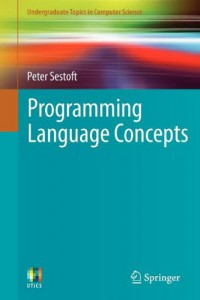 Undergraduate Topics in Computer Science
Peter Sestoft
Programming
Language Concepts
UTiCS
Springer